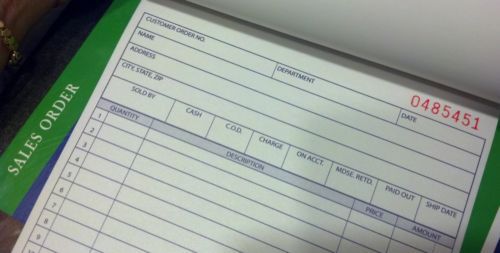 SALES ORDER
CUSTOMER ORDER NO.
NAME
DEPARTMENT
0485451
ADDRESS
DATE
CITY, STATE, ZIP
SOLD BY CASH C.O.D. CHARGE ON ACCT. MDSE. RETD. PAID OUT SHIP DATE
QUANTITY DESCRIPTION PRICE AMOUNT
1
2
3
4
5
6
7
8
9